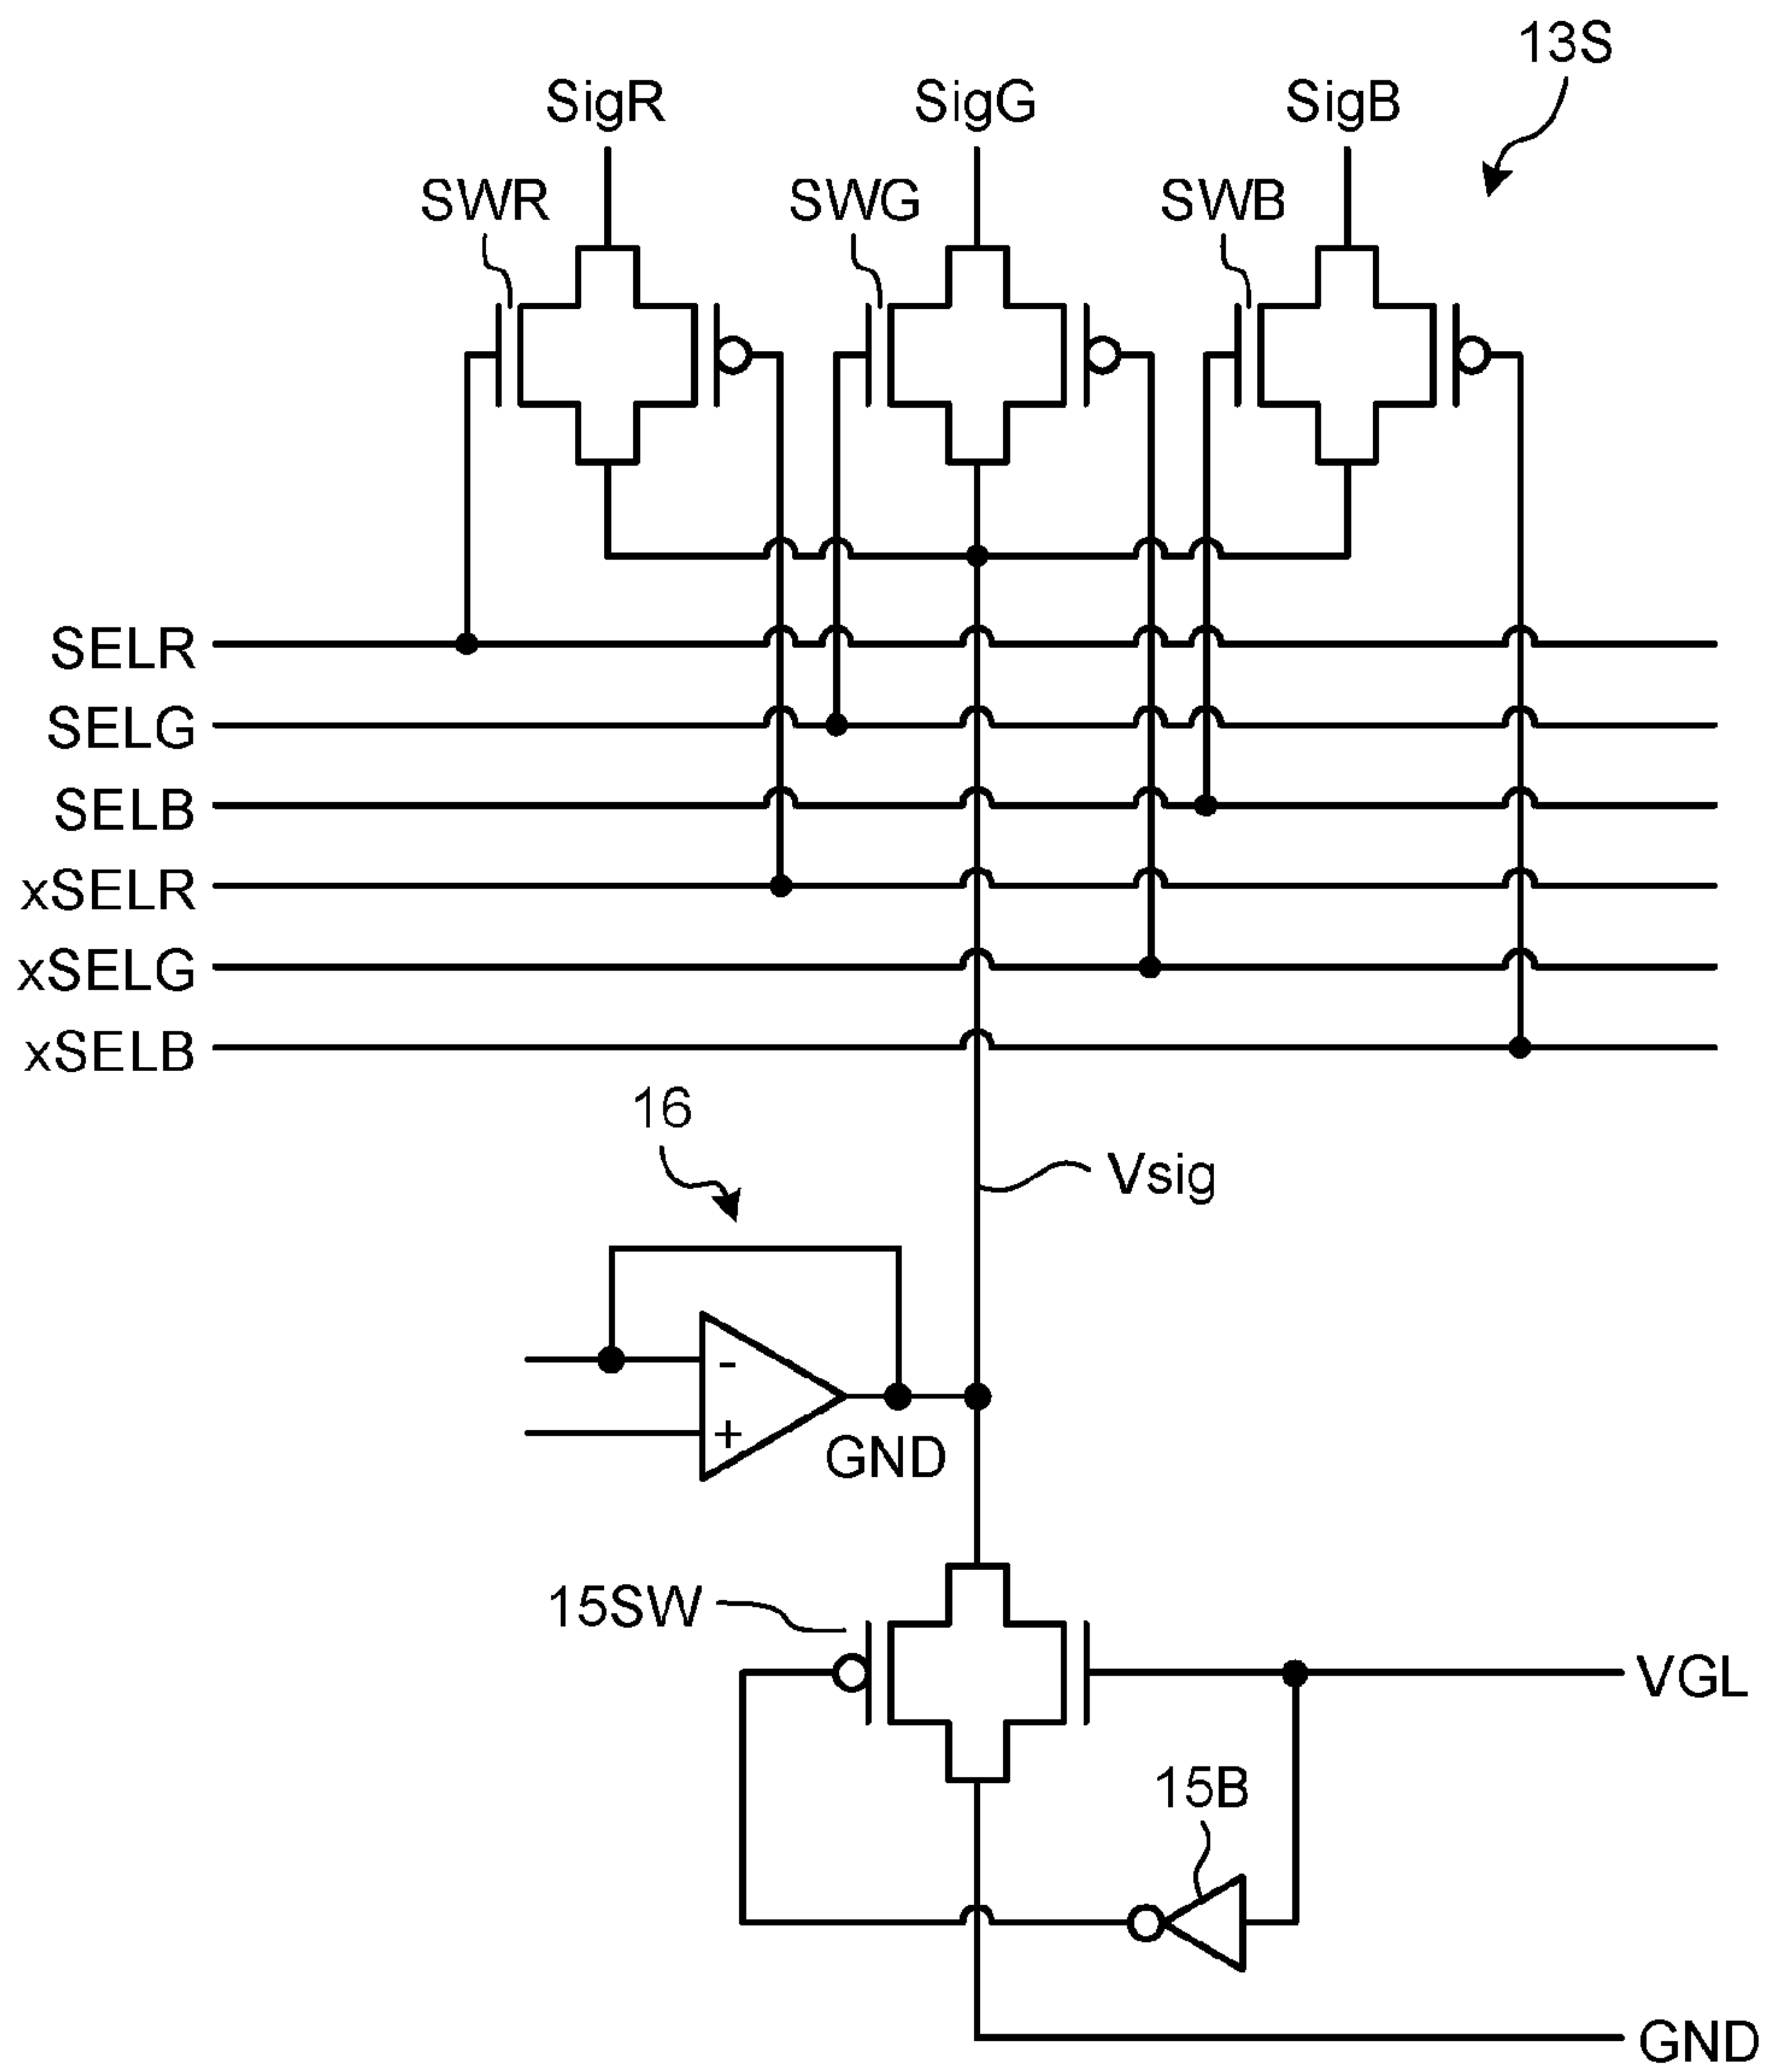 13S
SigR SigG SigB
SWR SWG SWB
SELR
SELG
SELB
xSELR
xSELG
xSELB
16
Vsig
-
+
GND
15SW
VGL
15B
GND